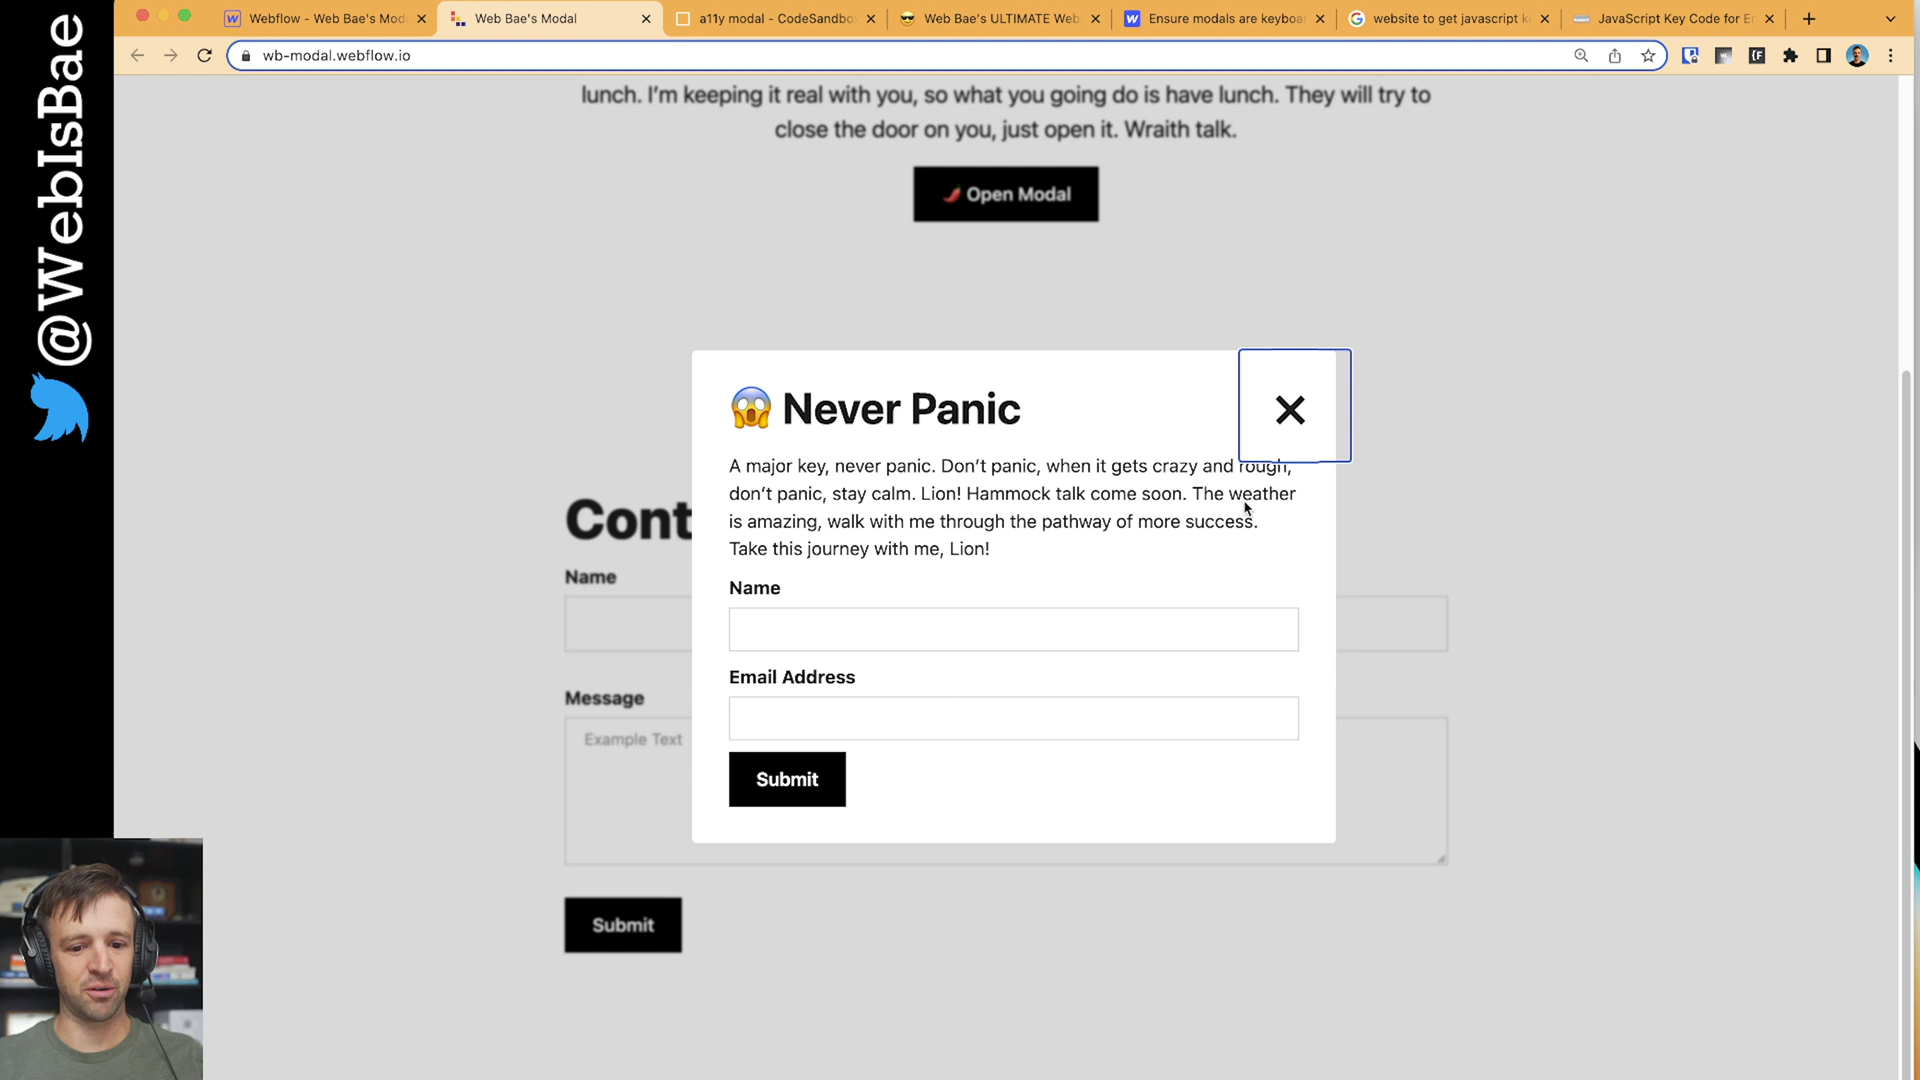 Webflow - Web Bae's Mod
Web Bae's Modal
a11y modal - CodeSandbo
Web Bae's ULTIMATE Web
Ensure modals are keyboa
website to get javascript k
JavaScript Key Code for E
wb-modal.webflow.io
@WebIsBae
lunch. I'm keeping it real with you, so what you going do is have lunch. They will try to
close the door on you, just open it. Wraith talk.
🌶️ Open Modal
😱 Never Panic
A major key, never panic. Don't panic, when it gets crazy and rough,
don't panic, stay calm. Lion! Hammock talk come soon. The weather
is amazing, walk with me through the pathway of more success.
Take this journey with me, Lion!
Name
Email Address
Submit
Cont
Name
Message
Example Text
Submit